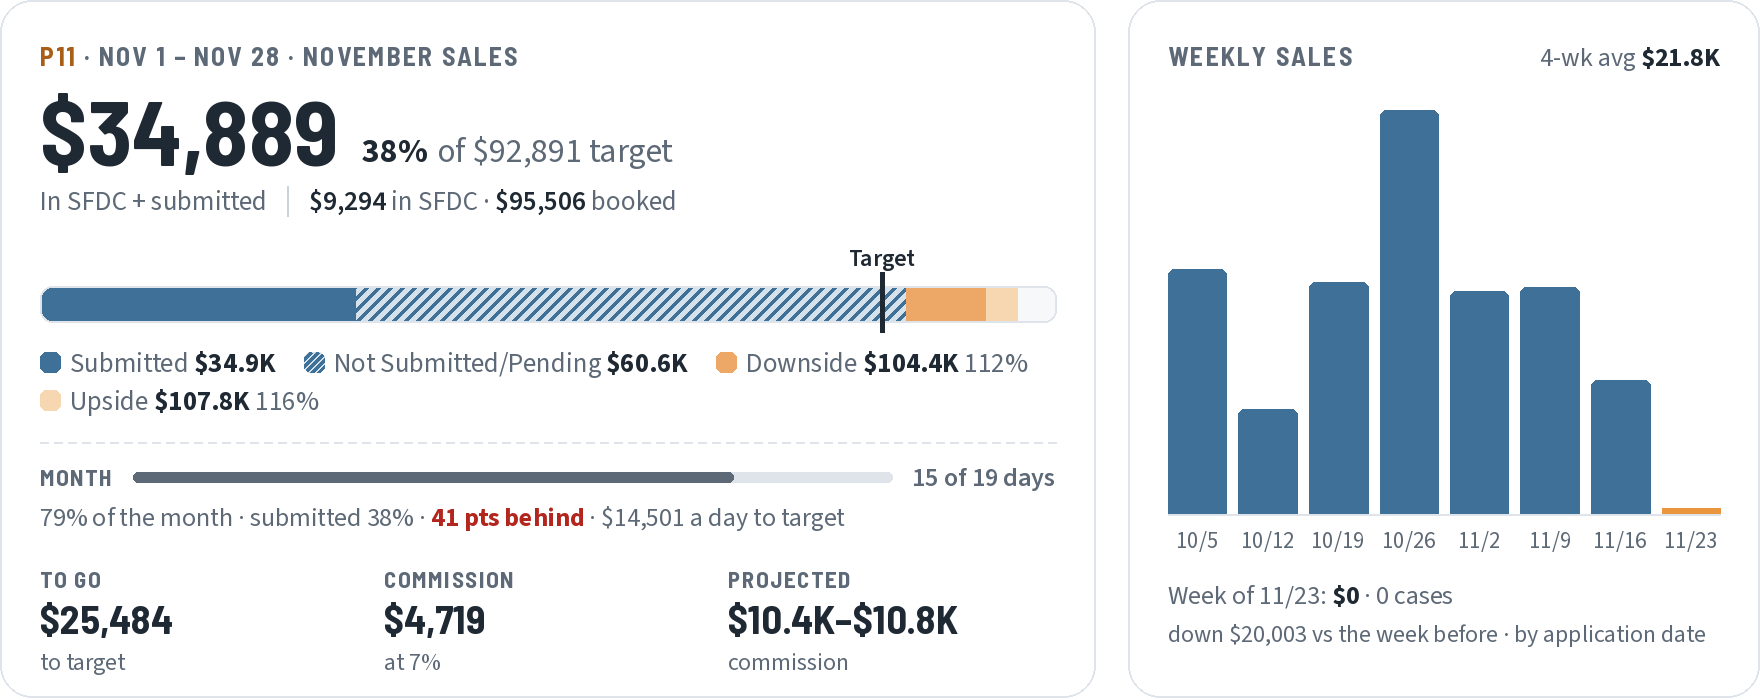 P11 · NOV 1 – NOV 28 · NOVEMBER SALES
$34,889 38% of $92,891 target
In SFDC + submitted | $9,294 in SFDC · $95,506 booked
Target
Submitted $34.9K Not Submitted/Pending $60.6K Downside $104.4K 112%
Upside $107.8K 116%
MONTH 15 of 19 days
79% of the month · submitted 38% · 41 pts behind · $14,501 a day to target
TO GO COMMISSION PROJECTED
$25,484 $4,719 $10.4K–$10.8K
to target at 7% commission
WEEKLY SALES 4-wk avg $21.8K
10/5 10/12 10/19 10/26 11/2 11/9 11/16 11/23
Week of 11/23: $0 · 0 cases
down $20,003 vs the week before · by application date